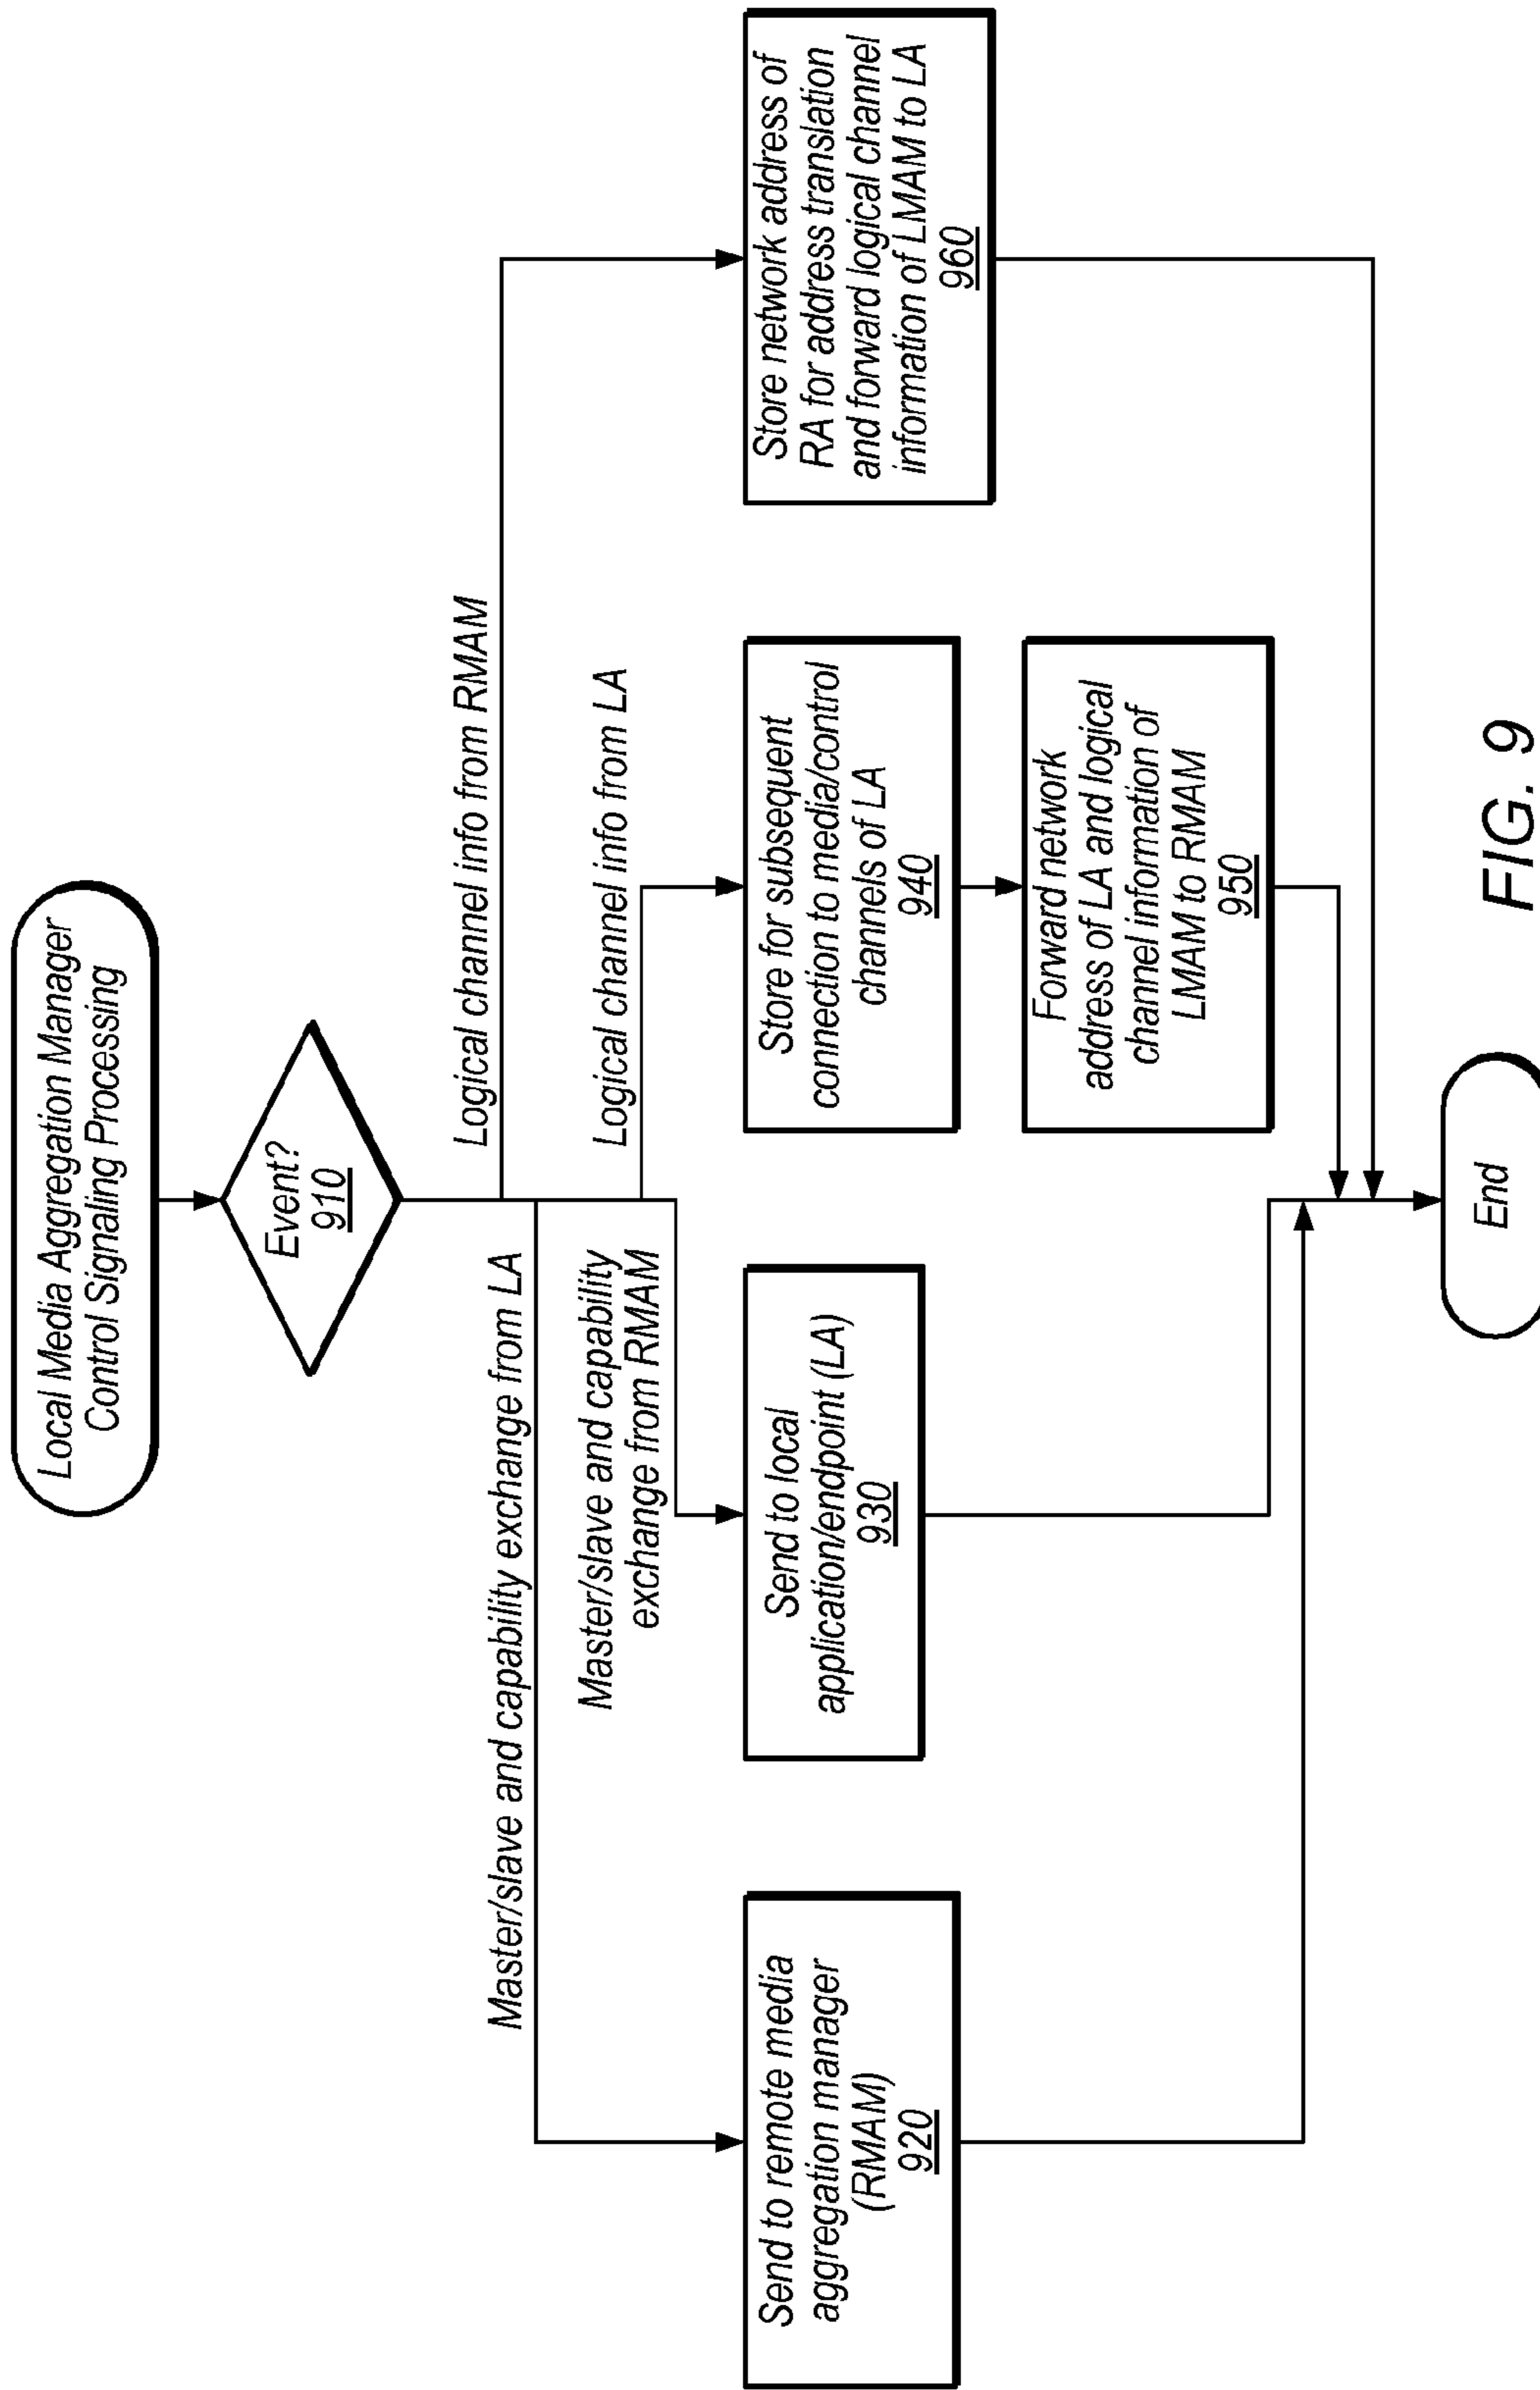 Local Media Aggregation Manager
Control Signaling Processing
Event?
910
Logical channel info from RMAM
Master/slave and capability exchange from LA
Logical channel info from LA
Master/slave and capability
exchange from RMAM
Send to remote media
aggregation manager
(RMAM)
920
Send to local
application/endpoint (LA)
930
Store for subsequent
connection to media/control
channels of LA
940
Forward network
address of LA and logical
channel information of
LMAM to RMAM
950
Store network address of
RA for address translation
and forward logical channel
information of LMAM to LA
960
End
FIG. 9